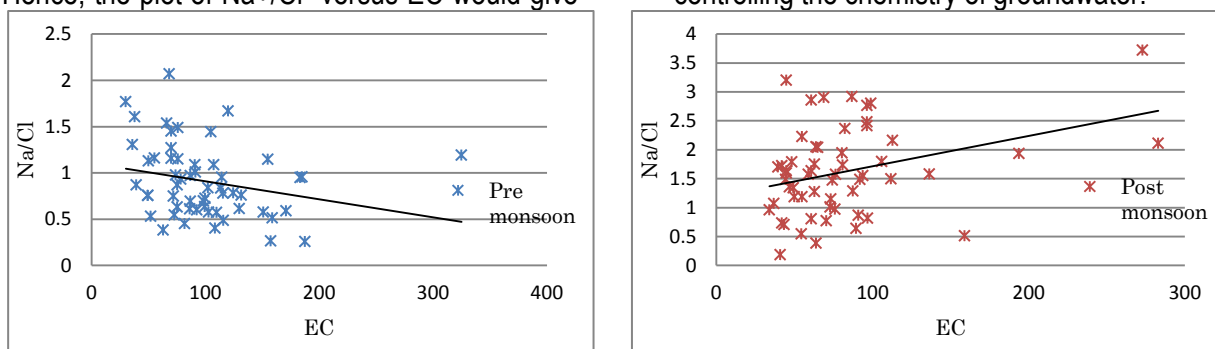 Hence, the plot of Na+/Cl- versus EC would give
controlling the chemistry of groundwater.
2.5
2
1.5
1
0.5
0
Na/Cl
0 100 200 300 400
EC
Pre
monsoon
4
3.5
3
2.5
2
1.5
1
0.5
0
Na/Cl
0 100 200 300
EC
Post
monsoon